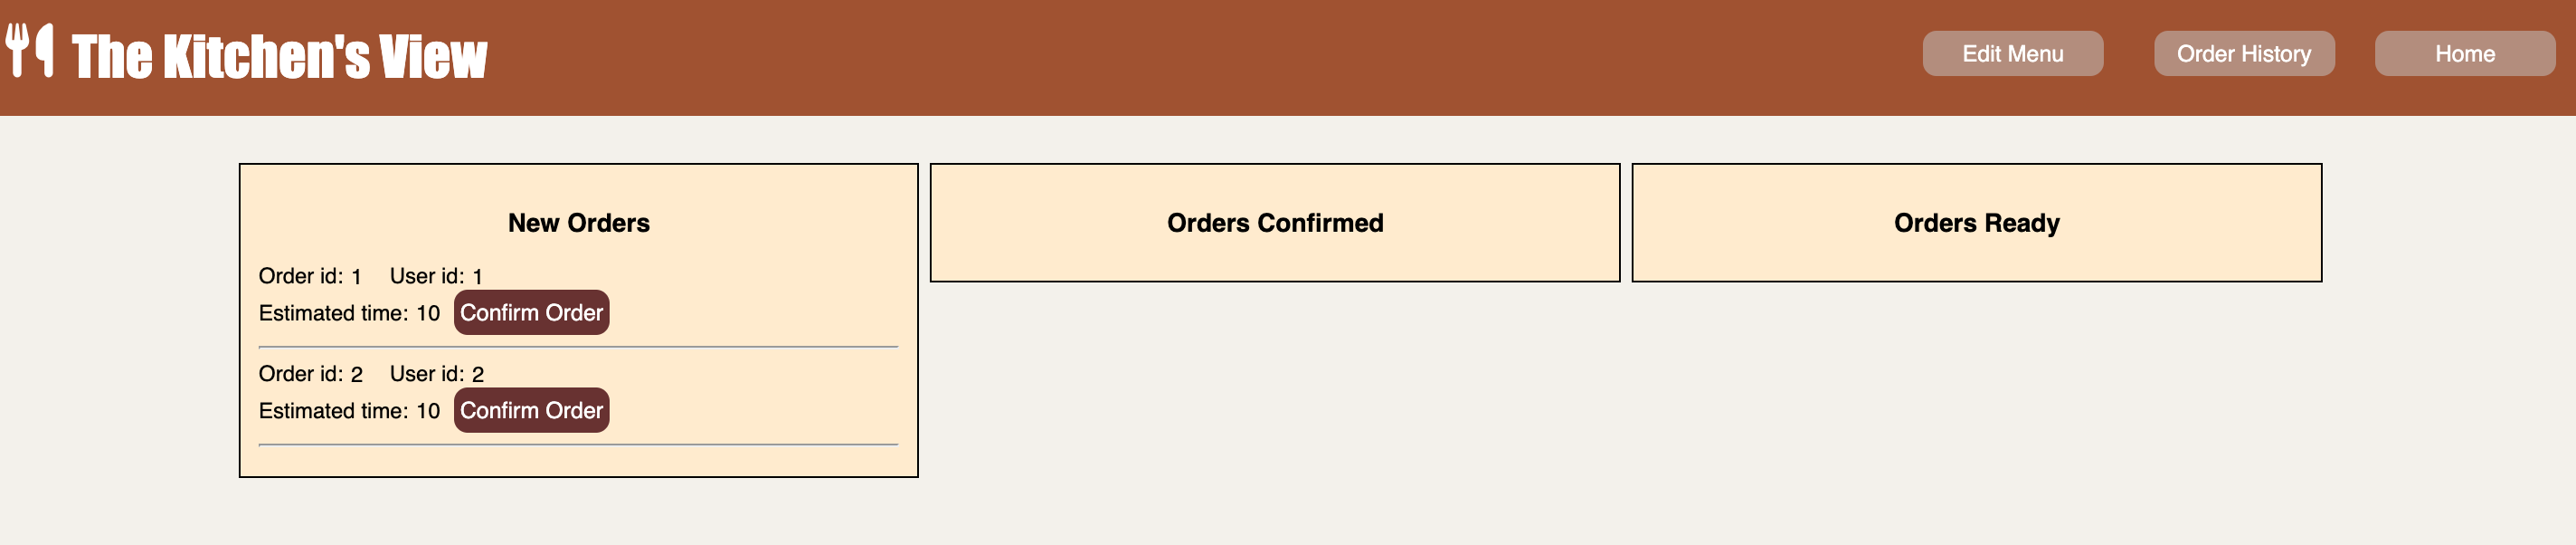 The Kitchen's View
Edit Menu
Order History
Home
New Orders
Order id: 1 User id: 1
Estimated time: 10 Confirm Order
Order id: 2 User id: 2
Estimated time: 10 Confirm Order
Orders Confirmed
Orders Ready